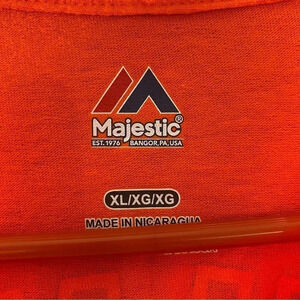 Majestic®
EST. 1976 BANGOR, PA, USA
XL/XG/XG
MADE IN NICARAGUA